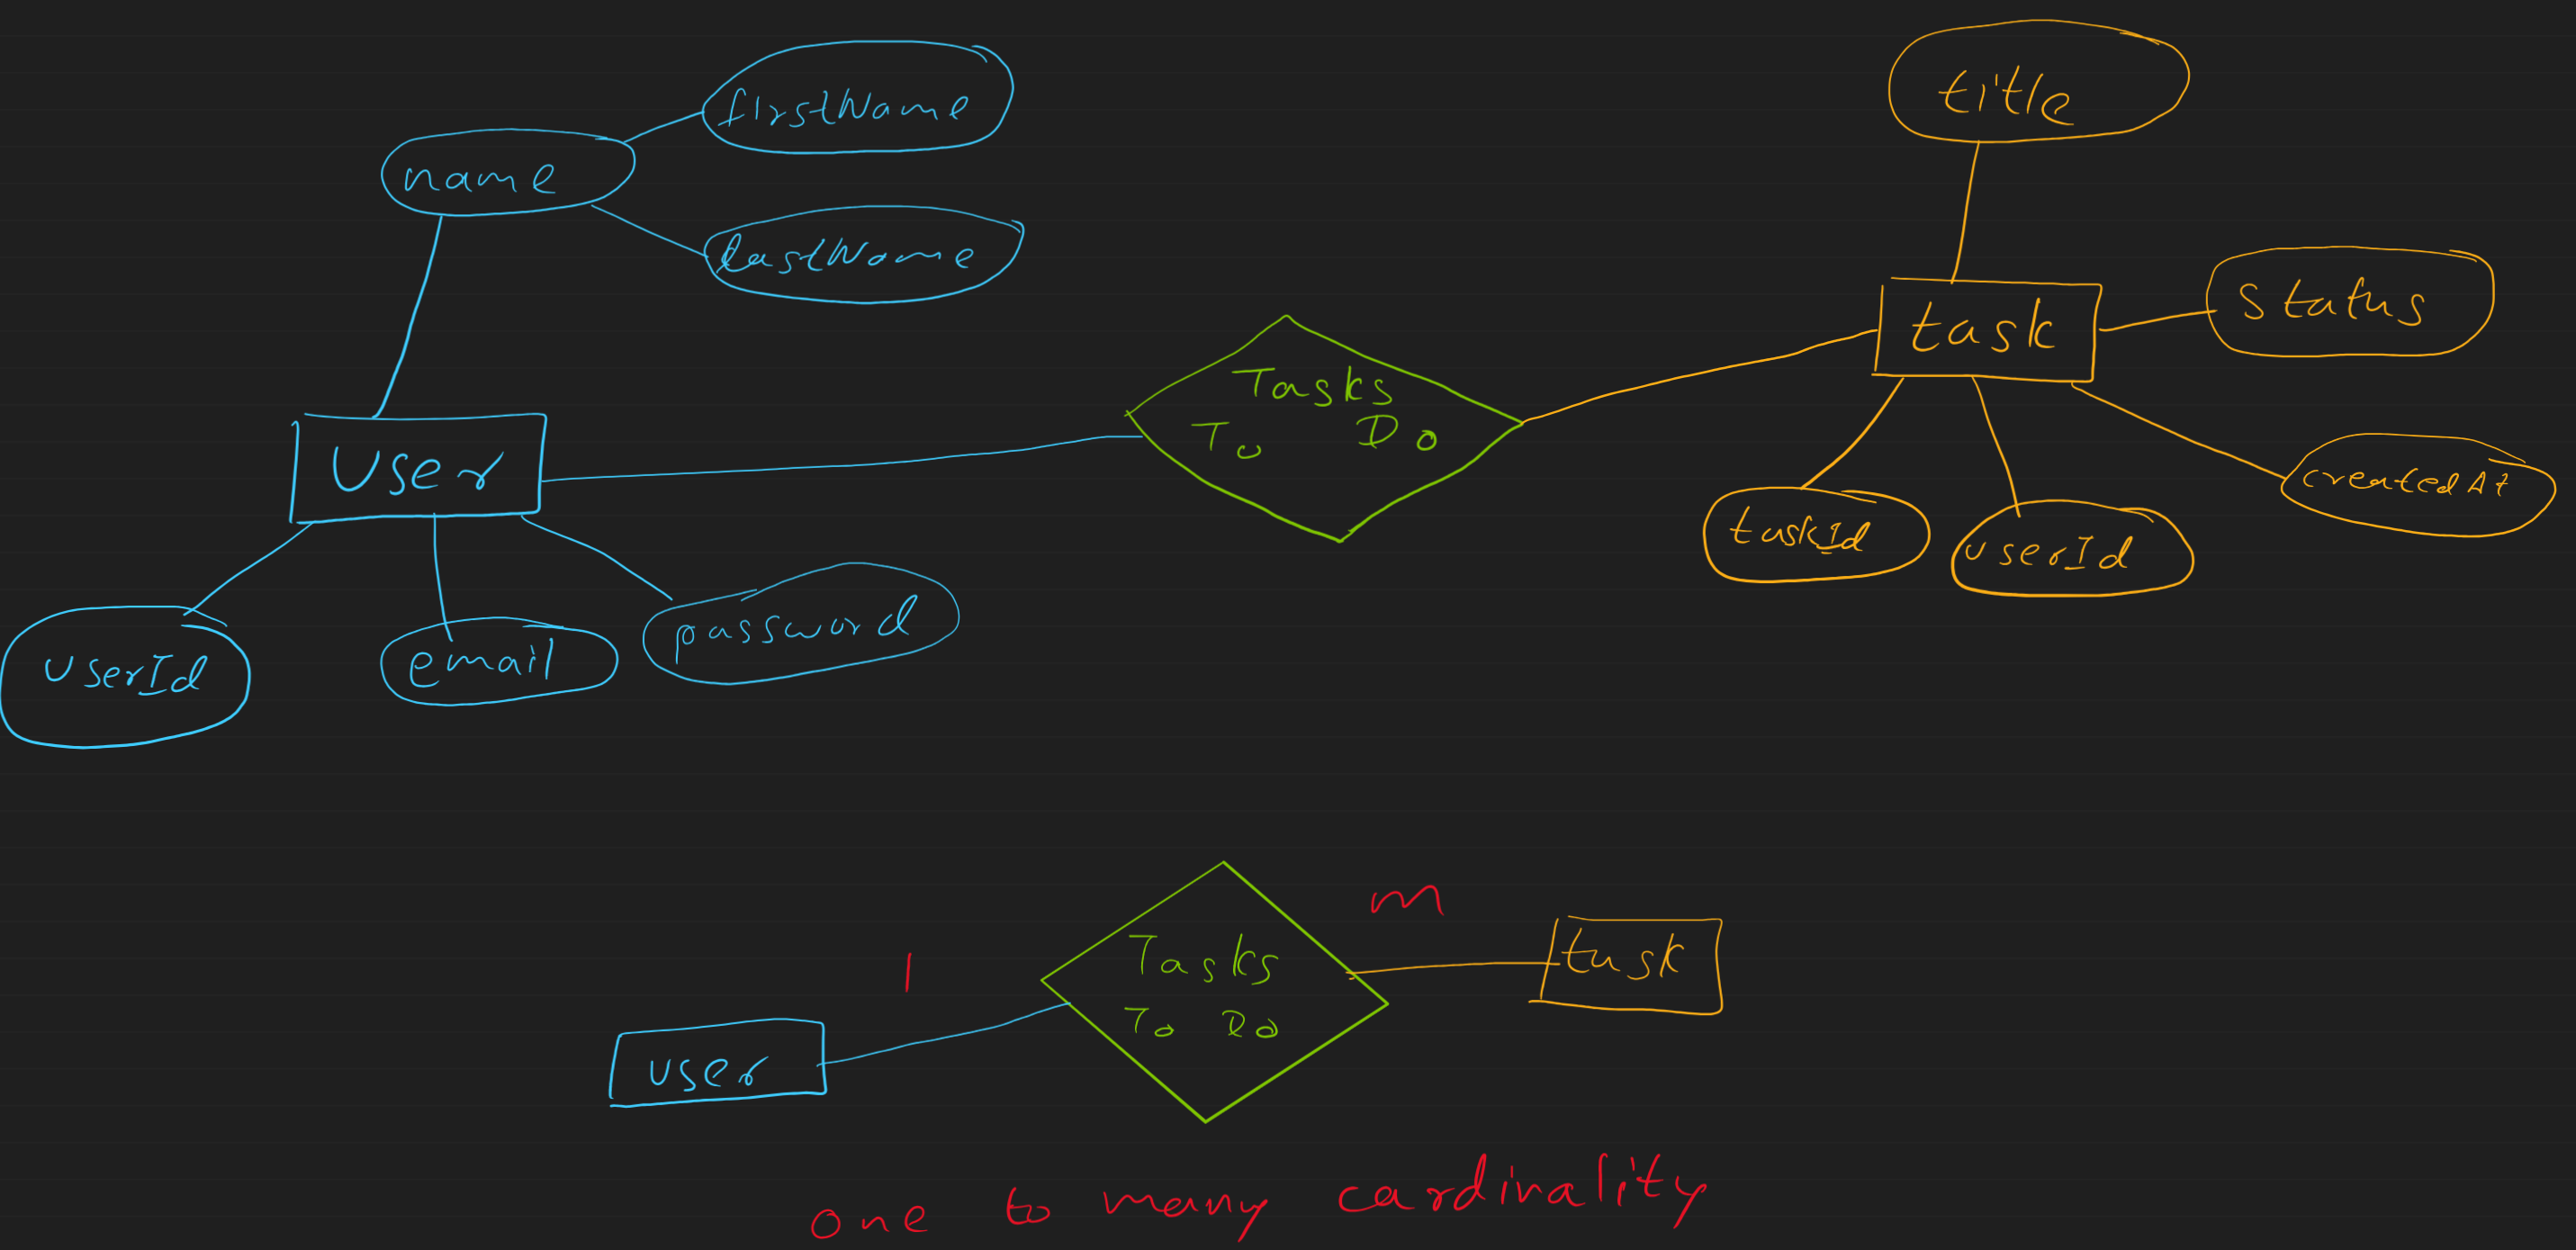 firstName
name
lastName
title
status
task
Tasks
To Do
User
createdAt
taskId
userId
userId
email
password
m
Tasks
To Do
task
1
user
one to many cardinality